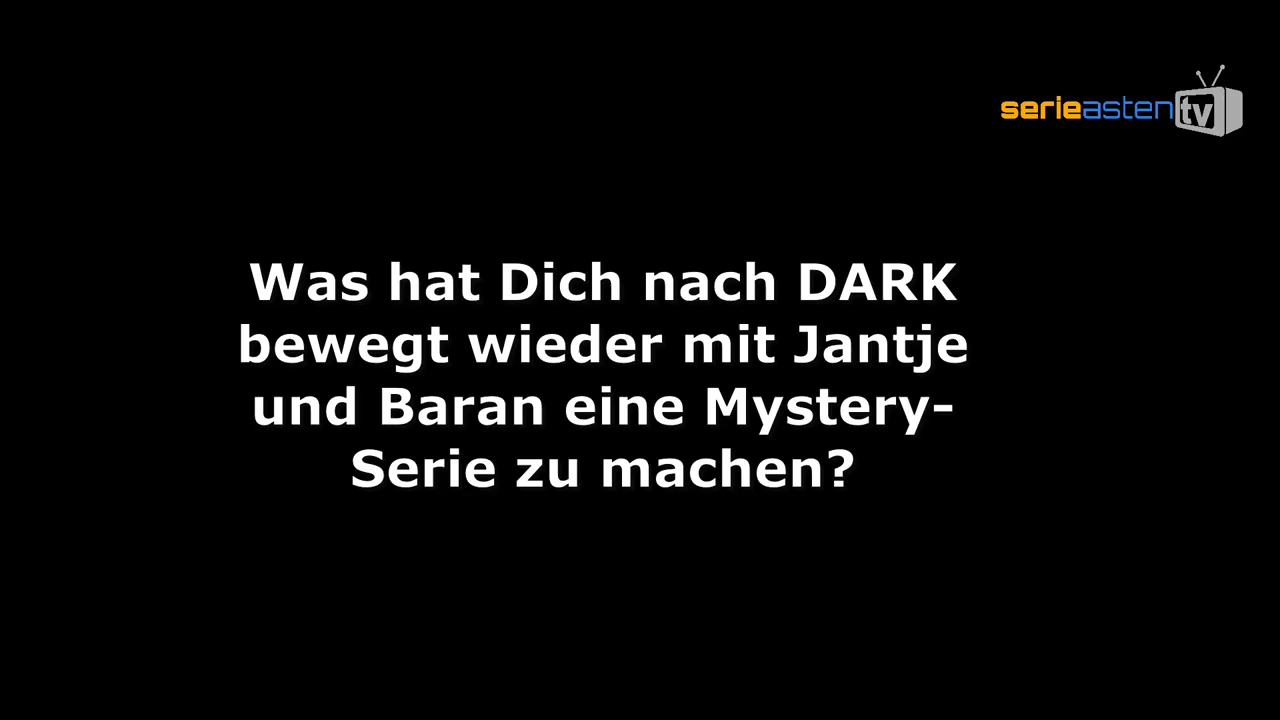 serieasten tv
Was hat Dich nach DARK
bewegt wieder mit Jantje
und Baran eine Mystery-
Serie zu machen?